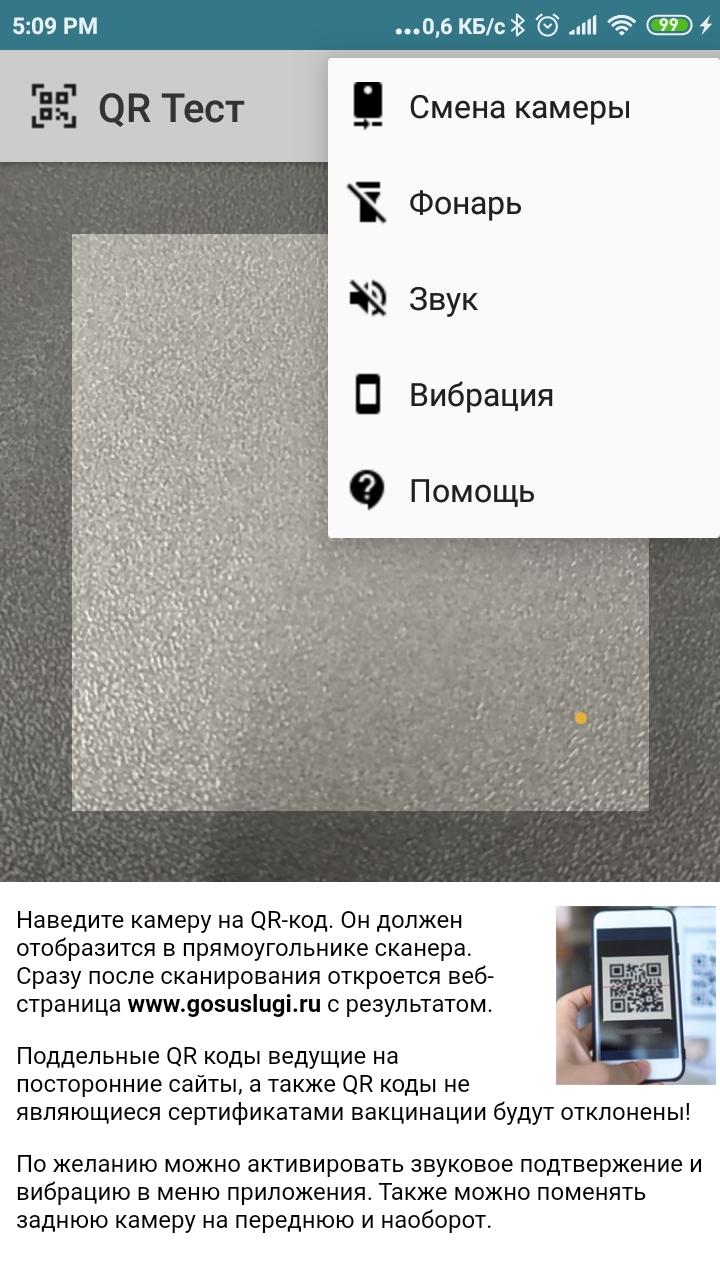 5:09 PM ...0,6 КБ/с 99
QR Тест
Смена камеры
Фонарь
Звук
Вибрация
Помощь
Наведите камеру на QR-код. Он должен
отобразится в прямоугольнике сканера.
Сразу после сканирования откроется веб-
страница www.gosuslugi.ru с результатом.
Поддельные QR коды ведущие на
посторонние сайты, а также QR коды не
являющиеся сертификатами вакцинации будут отклонены!
По желанию можно активировать звуковое подтвержение и
вибрацию в меню приложения. Также можно поменять
заднюю камеру на переднюю и наоборот.